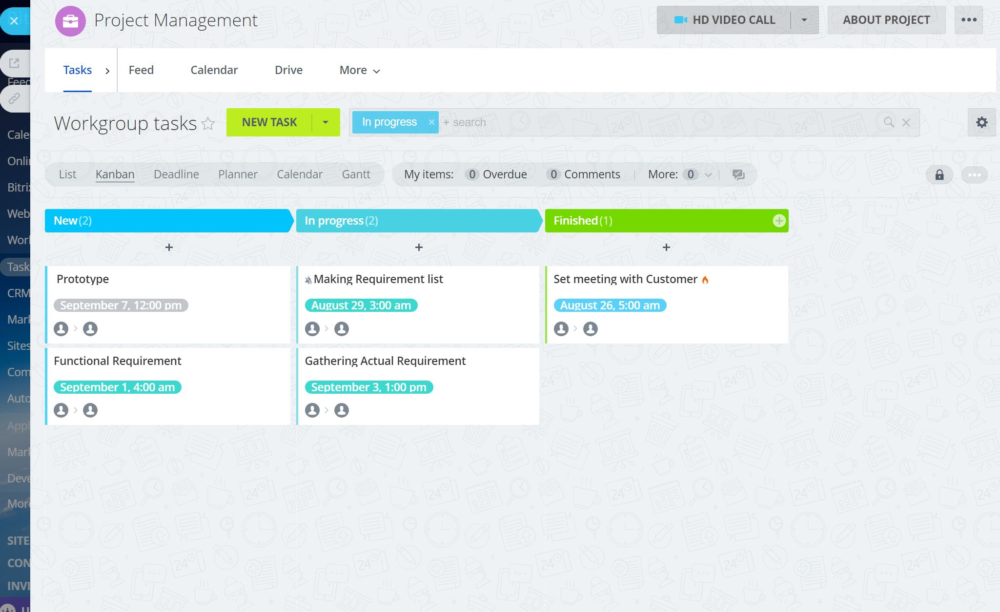 Project Management
HD VIDEO CALL
ABOUT PROJECT
Tasks
Feed
Calendar
Drive
More
Workgroup tasks
NEW TASK
In progress
+ search
List
Kanban
Deadline
Planner
Calendar
Gantt
My items:
0 Overdue
0 Comments
More: 0
New (2)
In progress (2)
Finished (1)
Prototype
September 7, 12:00 pm
Functional Requirement
September 1, 4:00 am
Making Requirement list
August 29, 3:00 am
Gathering Actual Requirement
September 3, 1:00 pm
Set meeting with Customer
August 26, 5:00 am
Feed
Cale
Onli
Bitrix
Web
Worl
Task
CRM
Mark
Sites
Com
Auto
Appl
Mark
Deve
More
SITE
CON
INVI